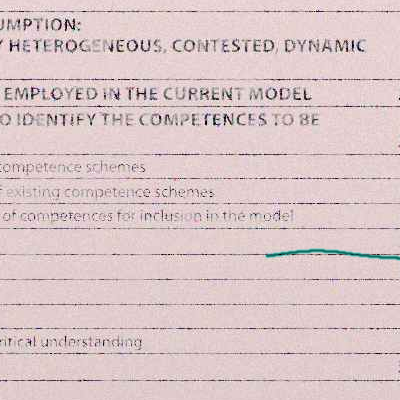 UMPTION:
Y HETEROGENEOUS, CONTESTED, DYNAMIC
EMPLOYED IN THE CURRENT MODEL
O IDENTIFY THE COMPETENCES TO BE
competence schemes
f existing competence schemes
of competences for inclusion in the model
ritical understanding